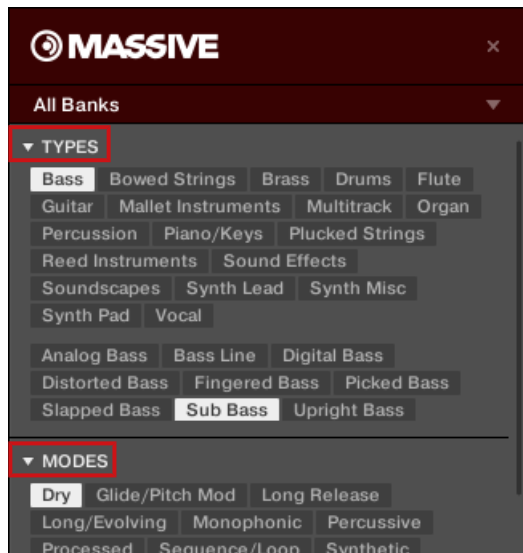 MASSIVE
All Banks
TYPES
Bass Bowed Strings Brass Drums Flute
Guitar Mallet Instruments Multitrack Organ
Percussion Piano/Keys Plucked Strings
Reed Instruments Sound Effects
Soundscapes Synth Lead Synth Misc
Synth Pad Vocal
Analog Bass Bass Line Digital Bass
Distorted Bass Fingered Bass Picked Bass
Slapped Bass Sub Bass Upright Bass
MODES
Dry Glide/Pitch Mod Long Release
Long/Evolving Monophonic Percussive
Processed Sequence/Loop Synthetic